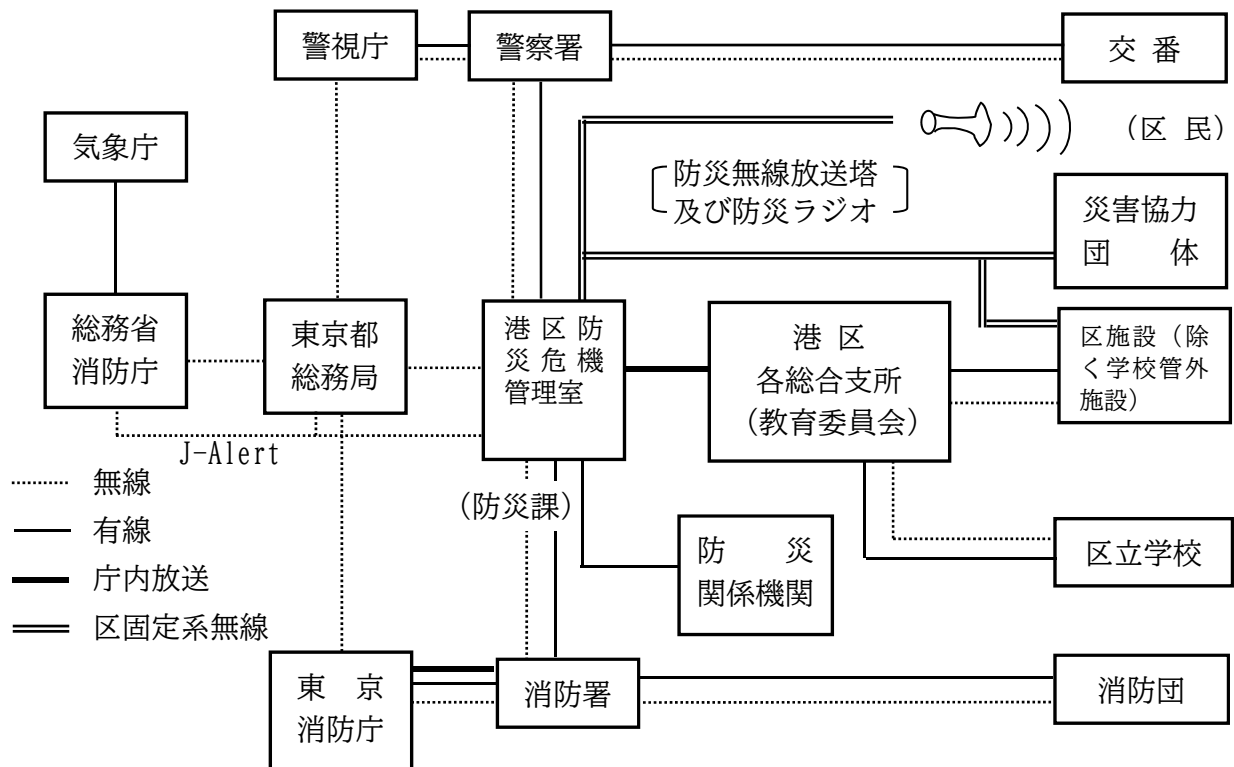 警視庁
警察署
交 番
気象庁
(区 民)
防災無線放送塔
及び防災ラジオ
災害協力
団 体
総務省
消防庁
東京都
総務局
港 区 防
災 危 機
管理室
港 区
各総合支所
(教育委員会)
区施設(除
く学校管外
施設)
J-Alert
無線
有線
庁内放送
区固定系無線
(防災課)
防 災
関係機関
区立学校
東 京
消防庁
消防署
消防団